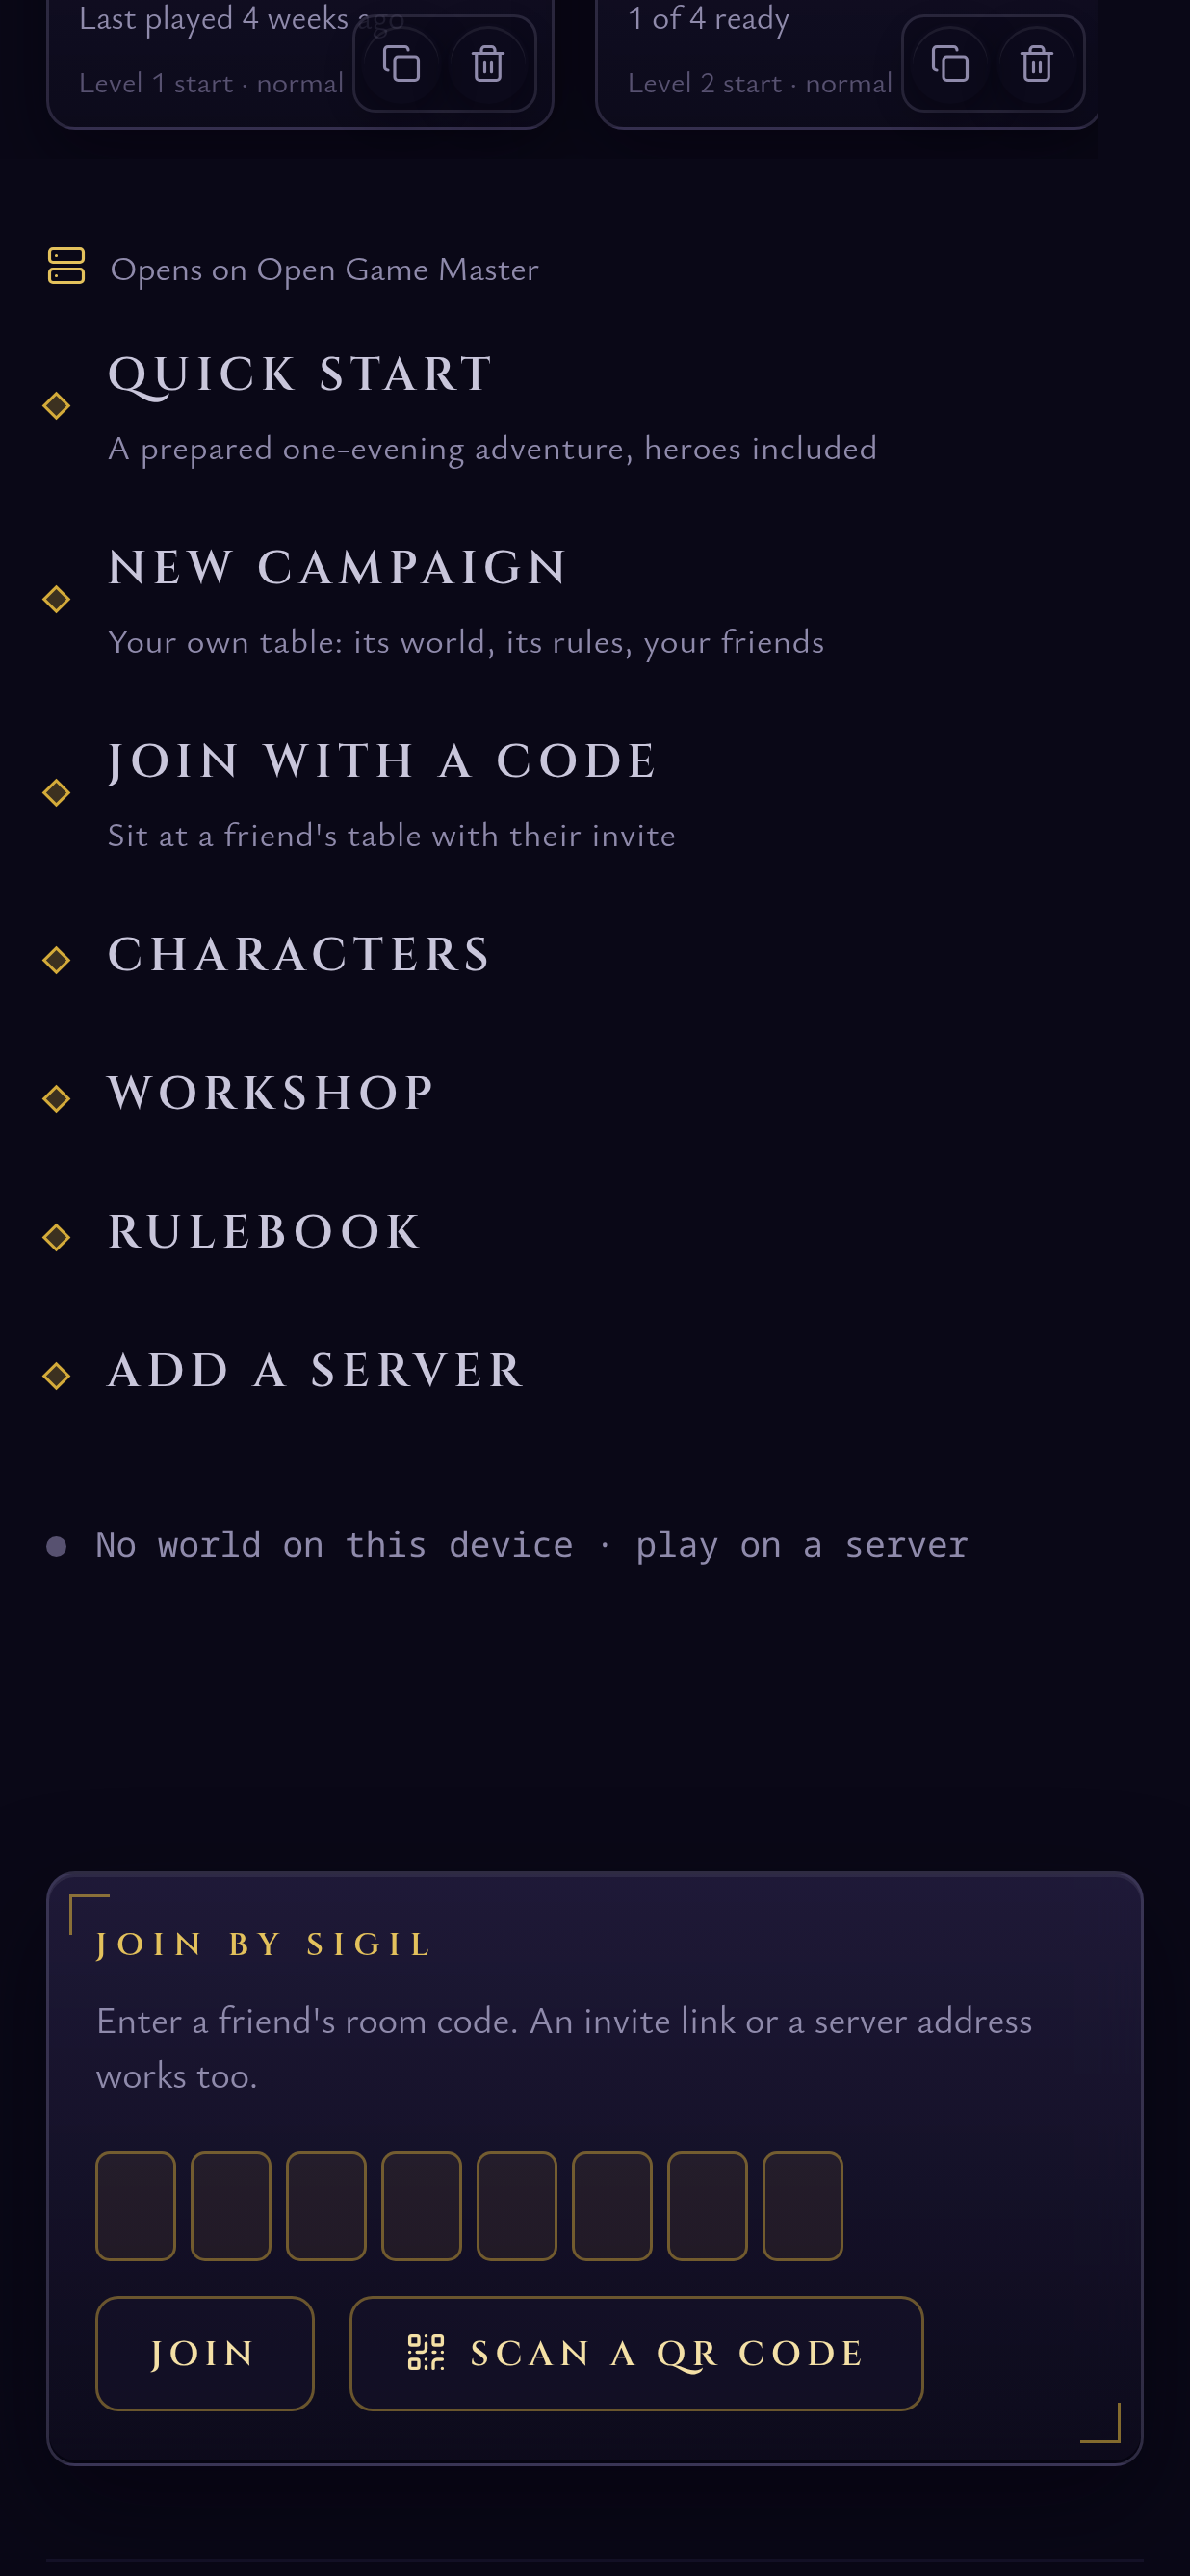 Last played 4 weeks ago
1 of 4 ready
Level 1 start · normal
Level 2 start · normal
Opens on Open Game Master
QUICK START
A prepared one-evening adventure, heroes included
NEW CAMPAIGN
Your own table: its world, its rules, your friends
JOIN WITH A CODE
Sit at a friend's table with their invite
CHARACTERS
WORKSHOP
RULEBOOK
ADD A SERVER
No world on this device · play on a server
JOIN BY SIGIL
Enter a friend's room code. An invite link or a server address
works too.
JOIN
SCAN A QR CODE